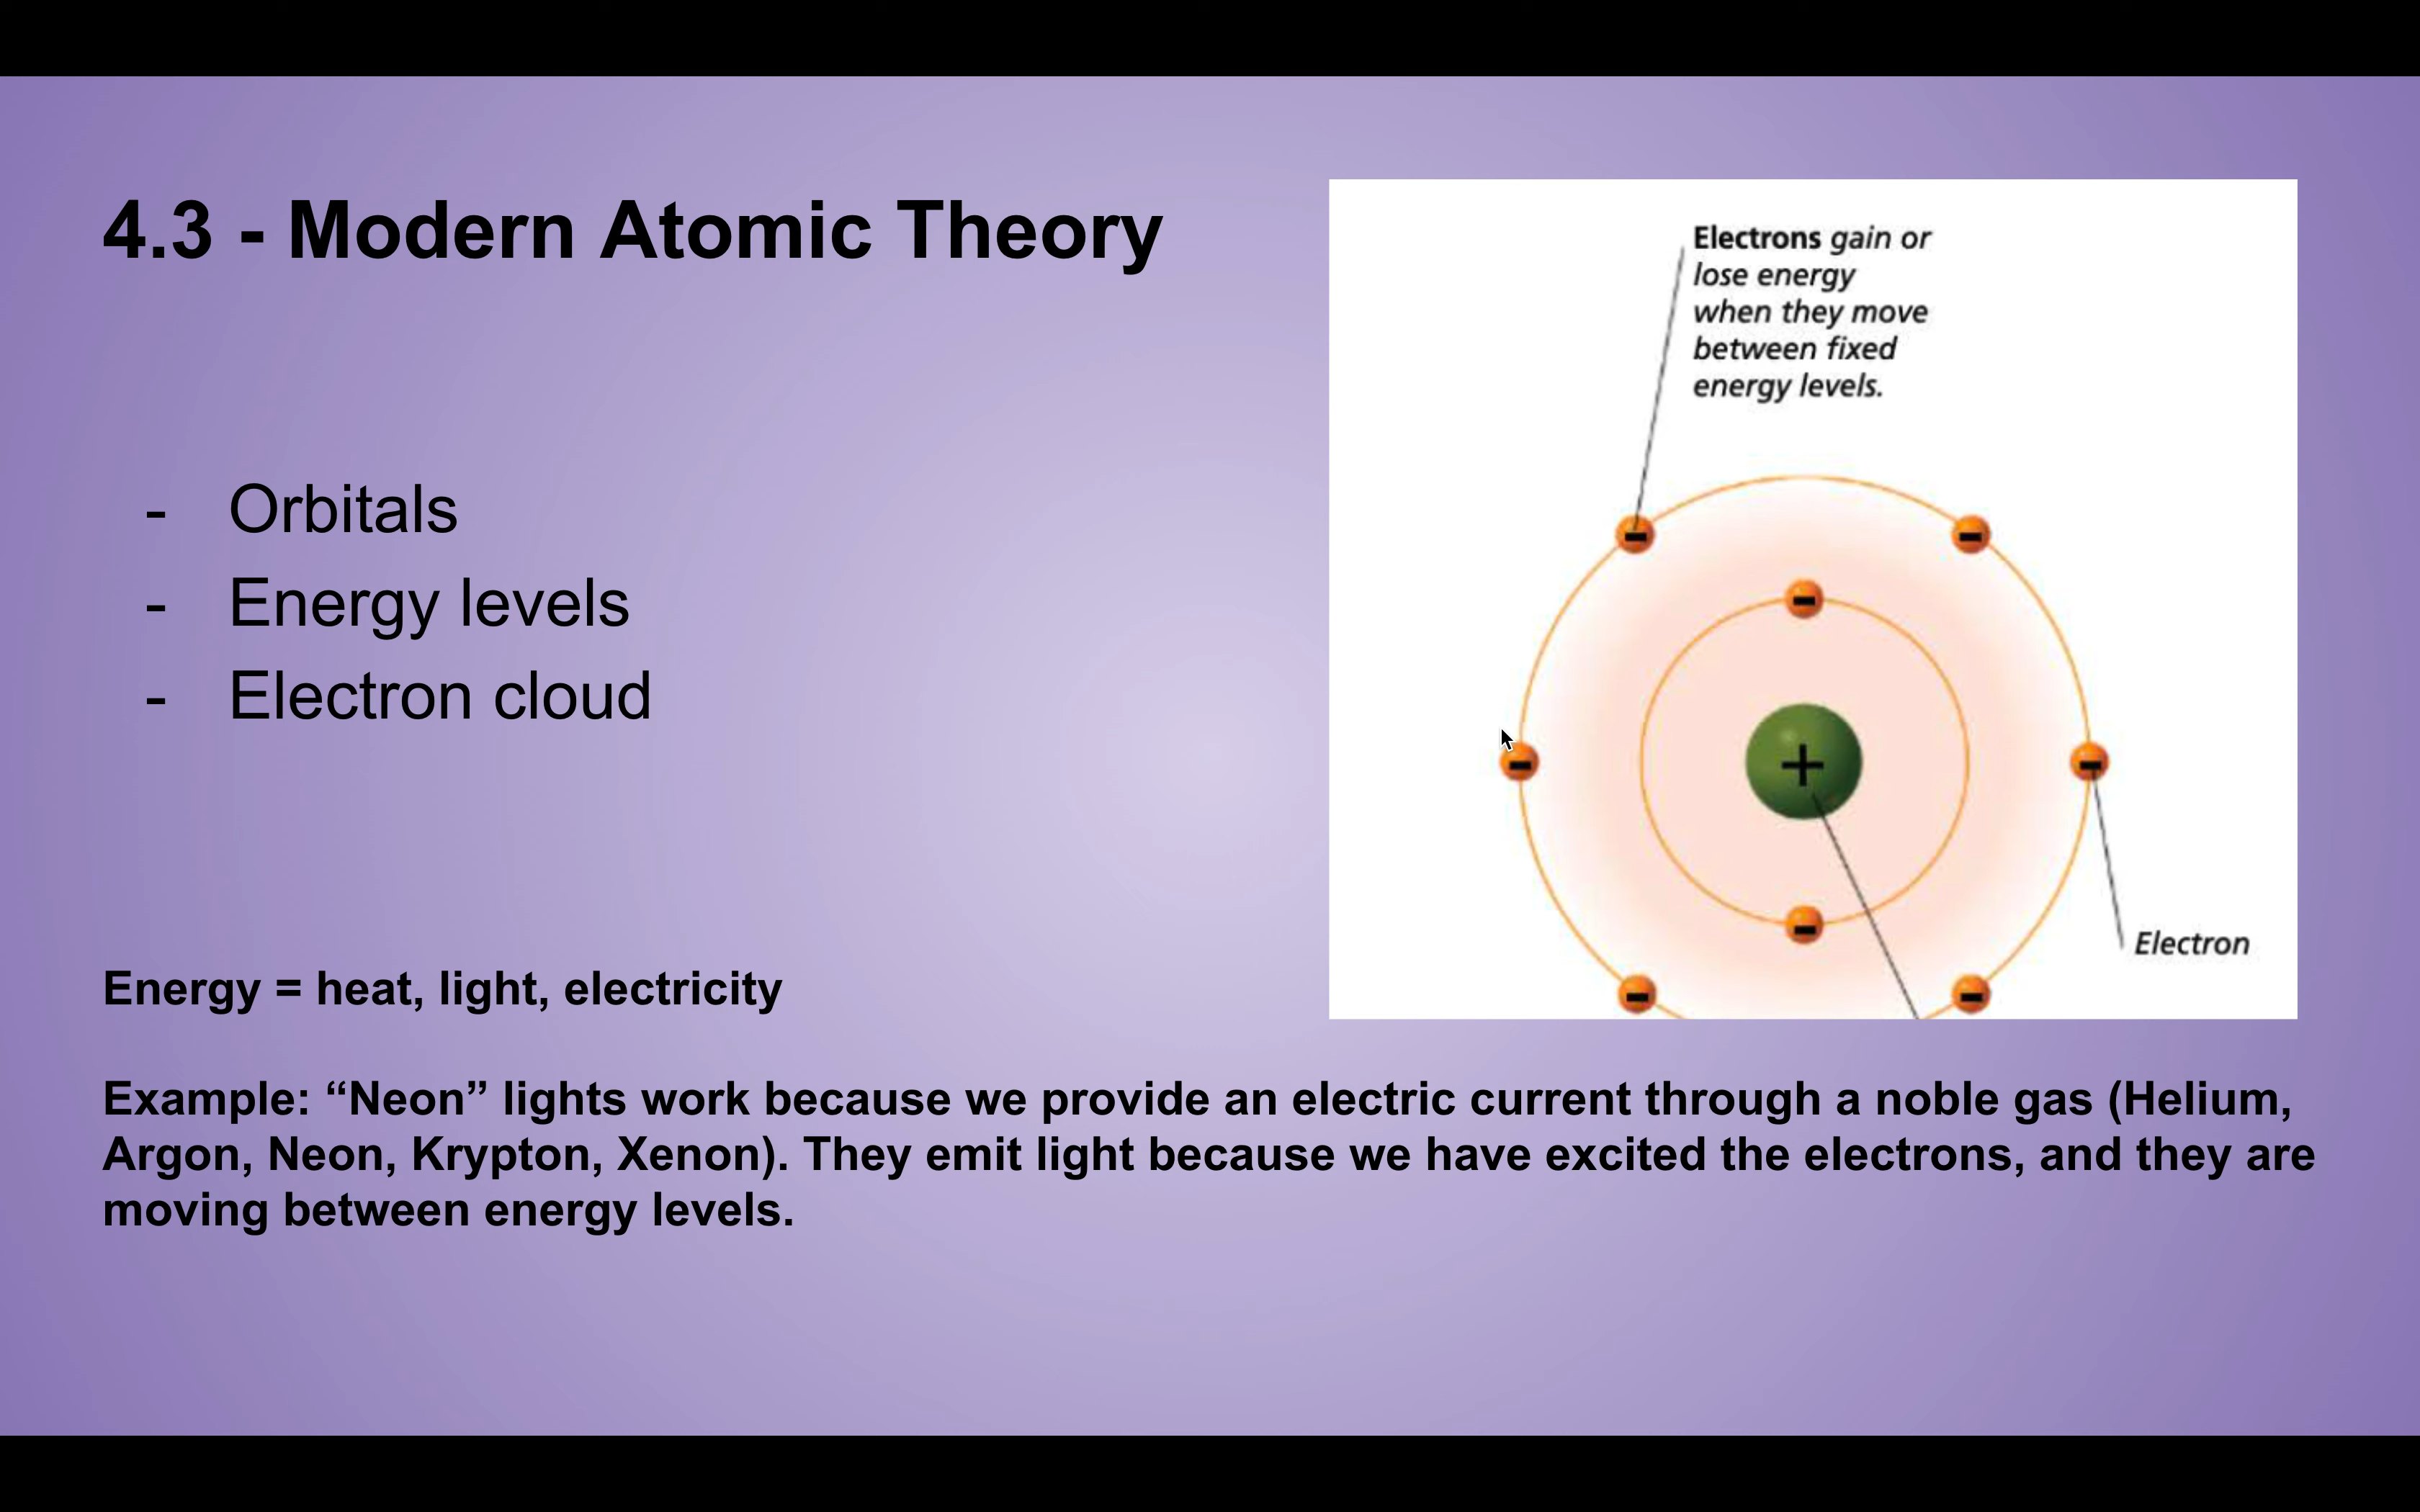 4.3 - Modern Atomic Theory
- Orbitals
- Energy levels
- Electron cloud
Energy = heat, light, electricity
Example: “Neon” lights work because we provide an electric current through a noble gas (Helium,
Argon, Neon, Krypton, Xenon). They emit light because we have excited the electrons, and they are
moving between energy levels.
Electrons gain or
lose energy
when they move
between fixed
energy levels.
+
Electron